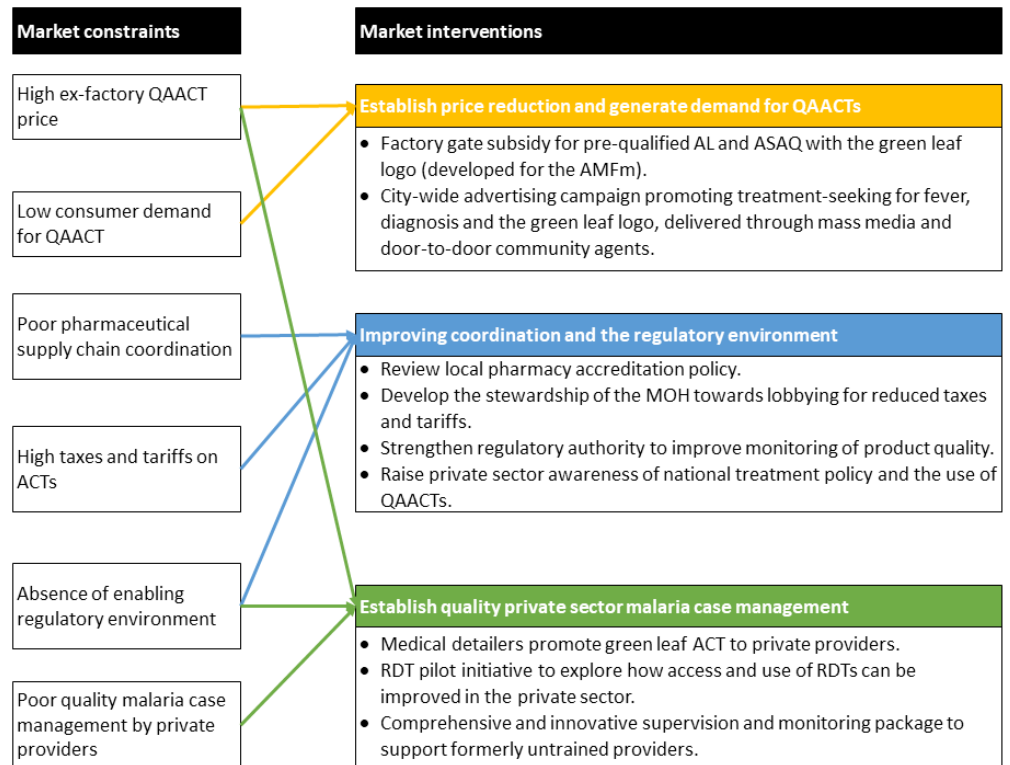 Market constraints
Market interventions
High ex-factory QAACT
price
Low consumer demand
for QAACT
Poor pharmaceutical
supply chain coordination
High taxes and tariffs on
ACTs
Absence of enabling
regulatory environment
Poor quality malaria case
management by private
providers
Establish price reduction and generate demand for QAACTs
• Factory gate subsidy for pre-qualified AL and ASAQ with the green leaf
logo (developed for the AMFm).
• City-wide advertising campaign promoting treatment-seeking for fever,
diagnosis and the green leaf logo, delivered through mass media and
door-to-door community agents.
Improving coordination and the regulatory environment
• Review local pharmacy accreditation policy.
• Develop the stewardship of the MOH towards lobbying for reduced taxes
and tariffs.
• Strengthen regulatory authority to improve monitoring of product quality.
• Raise private sector awareness of national treatment policy and the use of
QAACTs.
Establish quality private sector malaria case management
• Medical detailers promote green leaf ACT to private providers.
• RDT pilot initiative to explore how access and use of RDTs can be
improved in the private sector.
• Comprehensive and innovative supervision and monitoring package to
support formerly untrained providers.